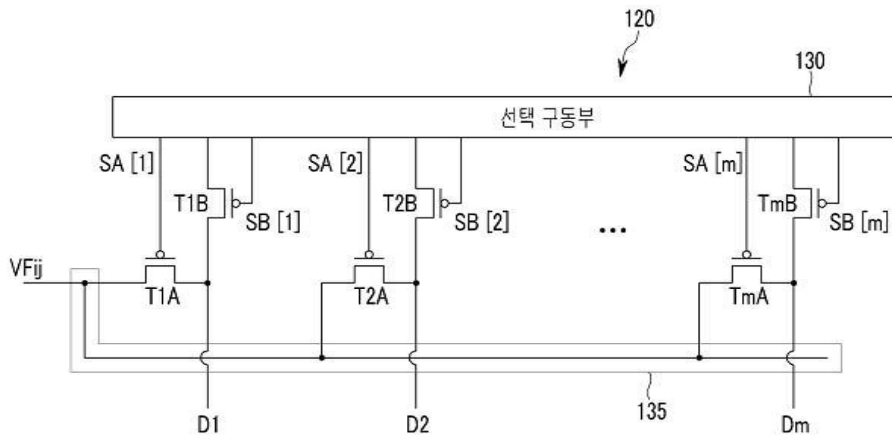 120
130
선택 구동부
SA [1]
SA [2]
SA [m]
T1B
T2B
TmB
SB [1]
SB [2]
SB [m]
...
VFij
T1A
T2A
TmA
D1
D2
135
Dm